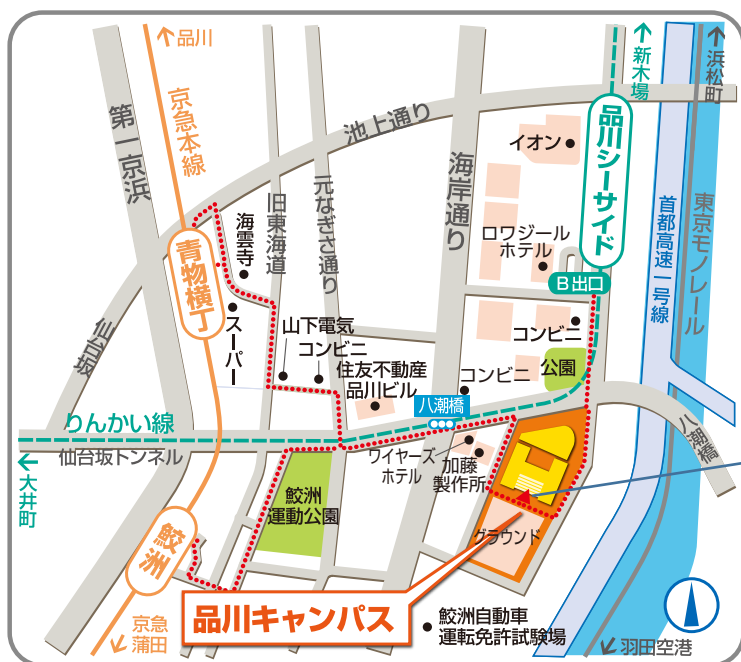 品川
京急本線
第一京浜
池上通り
旧東海道
元なぎさ通り
海岸通り
イオン
品川シーサイド
新木場
浜松町
首都高速一号線
東京モノレール
ロワジール
ホテル
B出口
海雲寺
青物横丁
スーパー
仙台坂
山下電気
コンビニ
住友不動産
品川ビル
コンビニ
コンビニ
公園
八潮橋
りんかい線
仙台坂トンネル
大井町
ワイヤーズ
ホテル
加藤
製作所
八潮橋
鮫洲
運動公園
グラウンド
鮫洲
品川キャンパス
京急
蒲田
鮫洲自動車
運転免許試験場
羽田空港